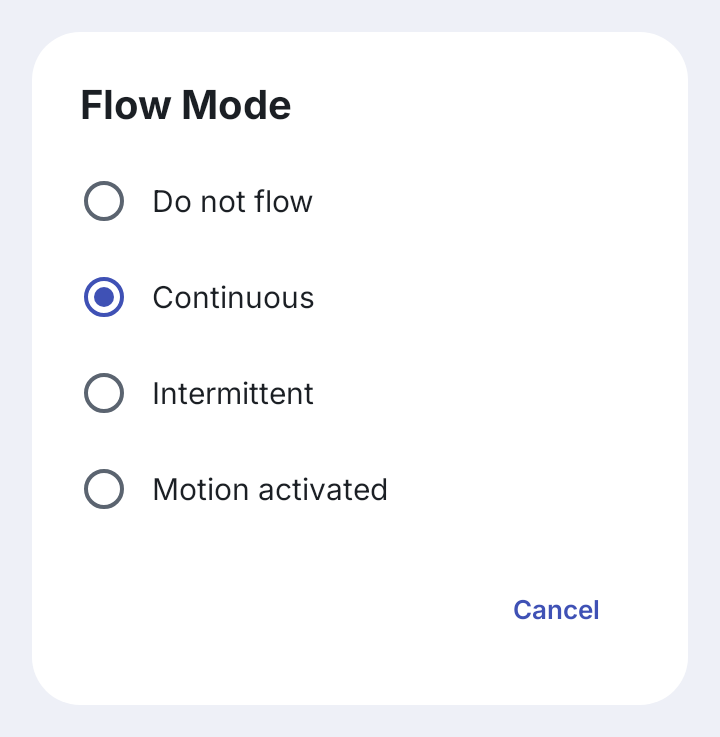 Flow Mode
Do not flow
Continuous
Intermittent
Motion activated
Cancel